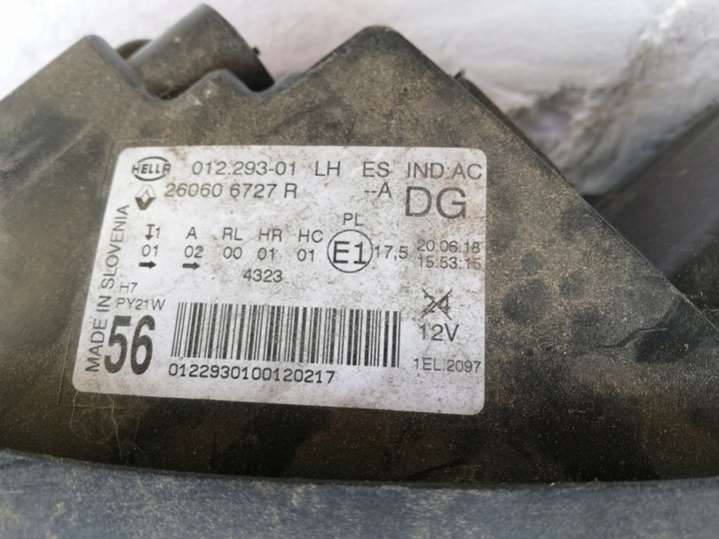 HELLA 012.293-01 LH ES IND:AC
26060 6727 R --A DG
PL
1 A RL HR HC E1 17,5 20.06.18
01 02 00 01 01 15:53:15
4323
H7
PY21W
24
12V
56
1EL:2097
0122930100120217
MADE IN SLOVENIA